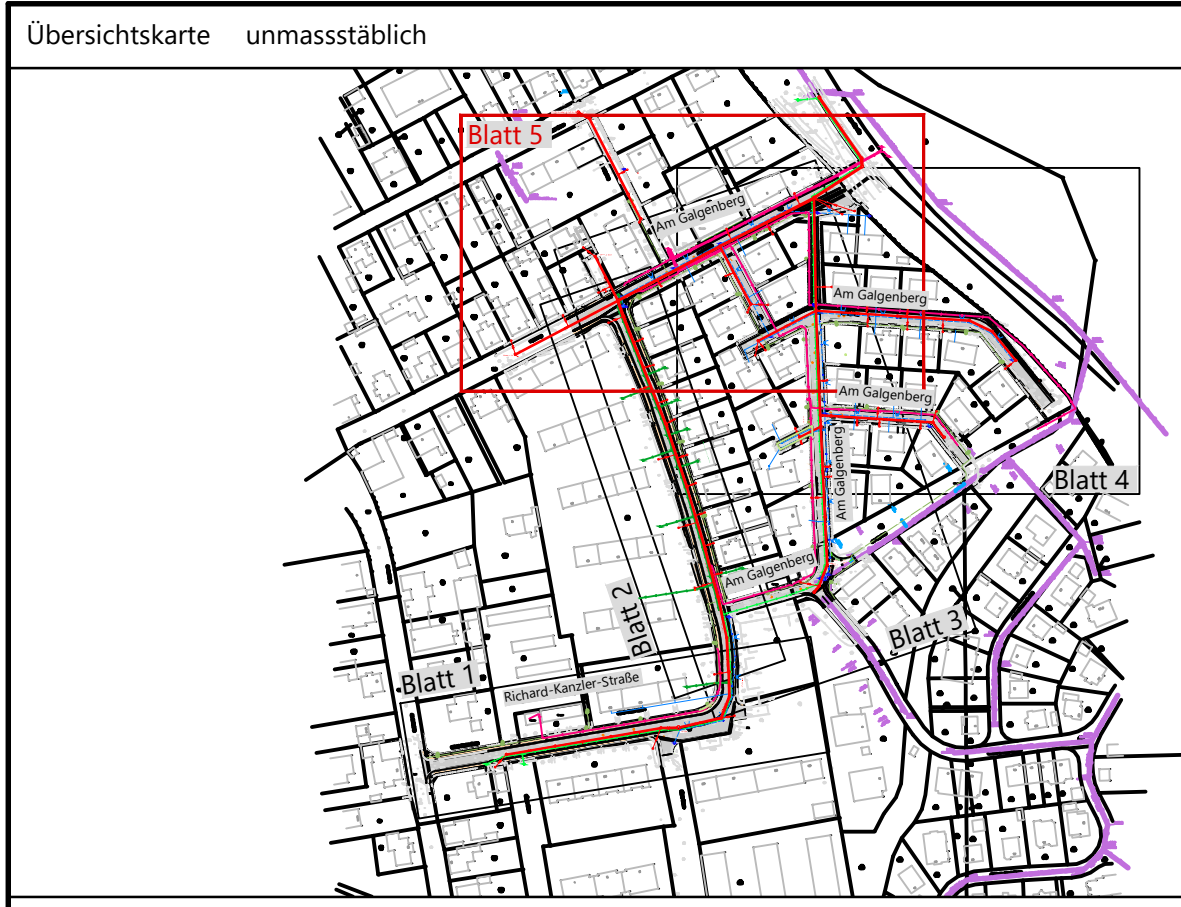 Übersichtskarte unmassstäblich
Blatt 5
Am Galgenberg
Am Galgenberg
Am Galgenberg
Am Galgenberg
Blatt 4
Am Galgenberg
Blatt 2
Blatt 3
Blatt 1
Richard-Kanzler-Straße